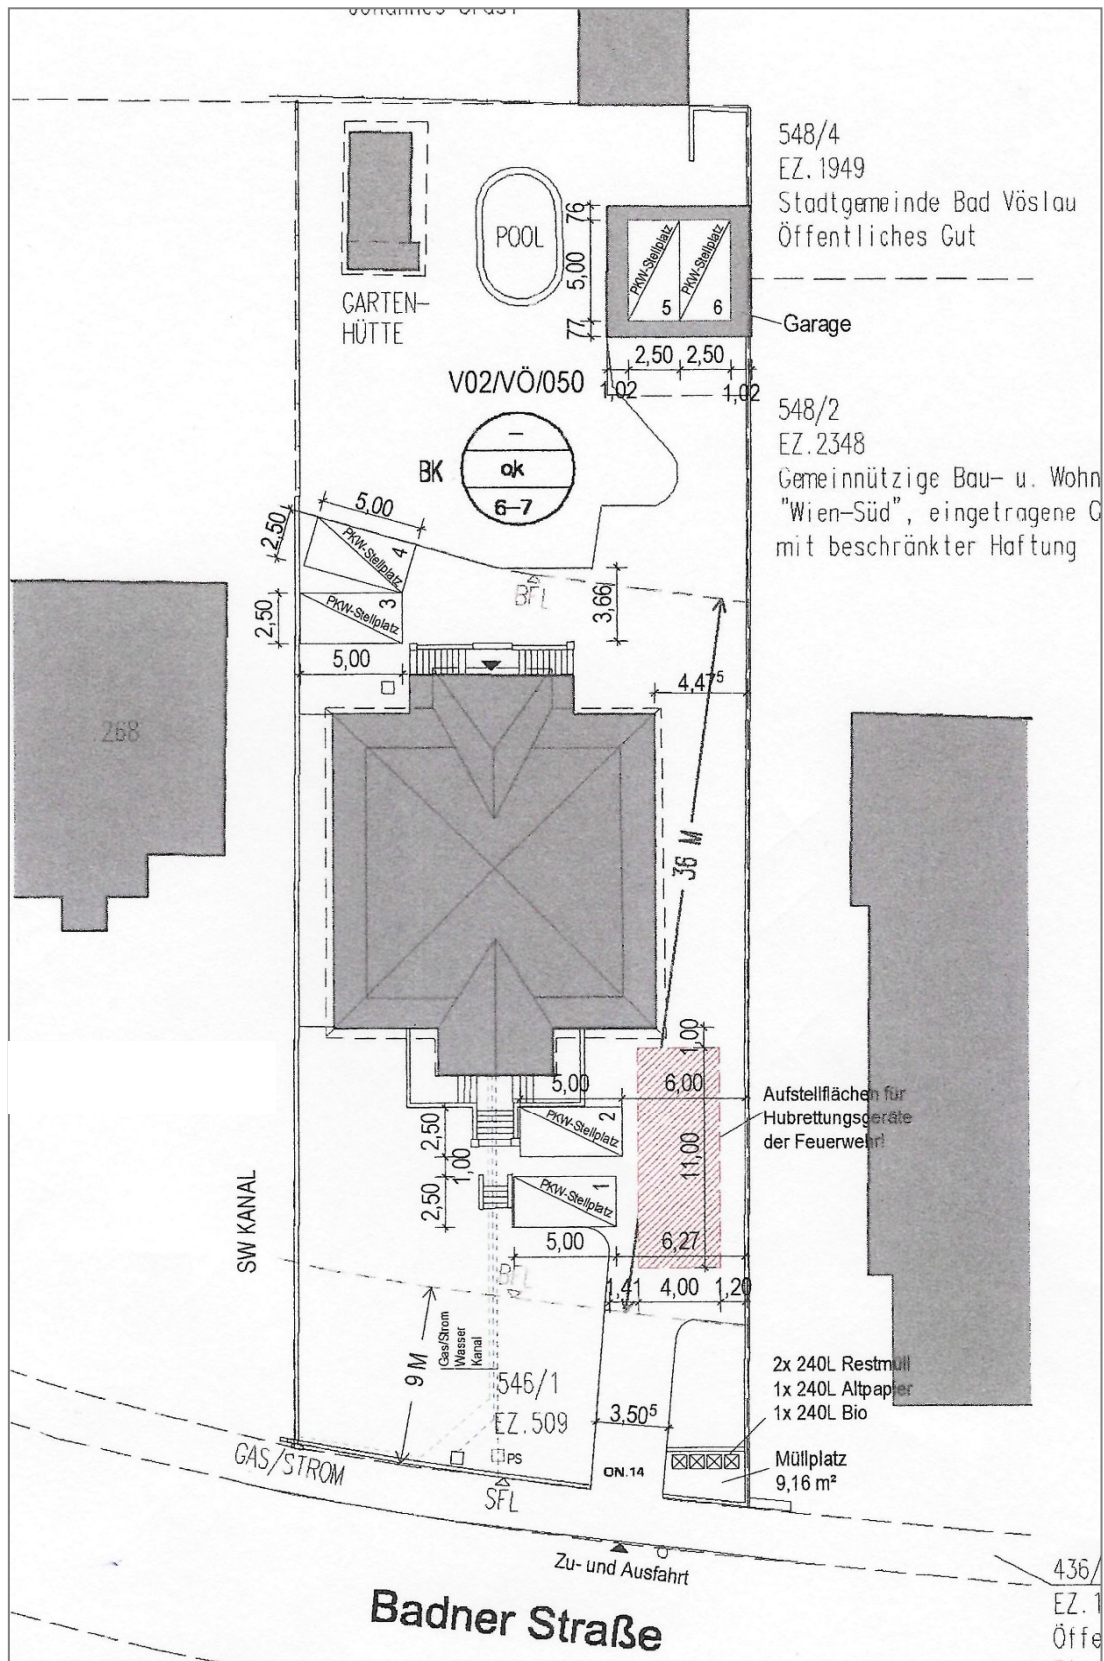 548/4
EZ. 1949
Stadtgemeinde Bad Vöslau
Öffentliches Gut
POOL
76
5,00
77
PKW-Stellplatz
5
PKW-Stellplatz
6
Garage
GARTEN-
HÜTTE
2,50
2,50
1,02
1,02
V02/VÖ/050
BK
–
ok
6–7
548/2
EZ. 2348
Gemeinnützige Bau– u. Wohn
"Wien–Süd", eingetragene
mit beschränkter Haftung
5,00
2,50
PKW-Stellplatz
4
PKW-Stellplatz
3
2,50
5,00
BFL
3,66
4,47⁵
268
36 M
1,00
5,00
6,00
Aufstellflächen für
Hubrettungsgeräte
der Feuerwehr!
11,00
PKW-Stellplatz
2
2,50
1,00
2,50
PKW-Stellplatz
1
5,00
6,27
SW KANAL
BFL
1,41
4,00
1,20
9 M
Gas/Strom
Wasser
Kanal
546/1
EZ. 509
3,50⁵
2x 240L Restmüll
1x 240L Altpapier
1x 240L Bio
Müllplatz
9,16 m²
GAS/STROM
PS
ON.14
SFL
Zu- und Ausfahrt
Badner Straße
436/
EZ. 1
Öffe